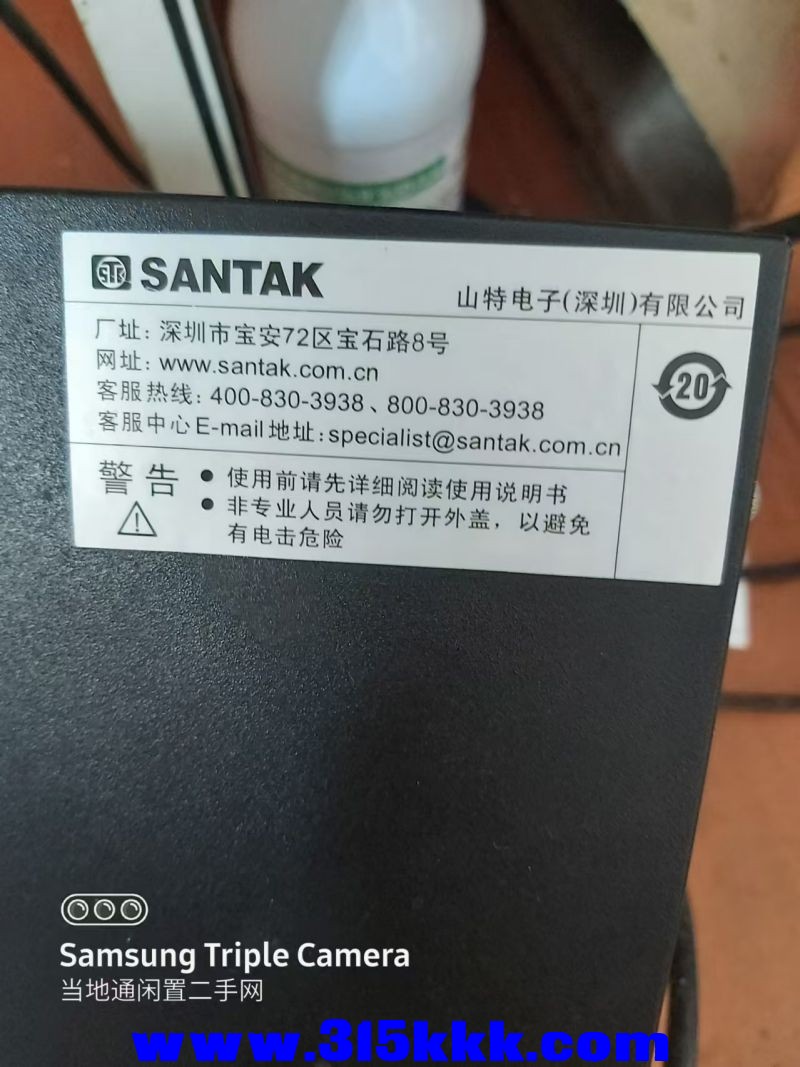 SANTAK
山特电子(深圳)有限公司
厂址: 深圳市宝安72区宝石路8号
网址: www.santak.com.cn
客服热线: 400-830-3938、800-830-3938
客服中心E-mail地址:specialist@santak.com.cn
20
警告
● 使用前请先详细阅读使用说明书
● 非专业人员请勿打开外盖，以避免
有电击危险
Samsung Triple Camera
当地通闲置二手网
www.315kkk.com